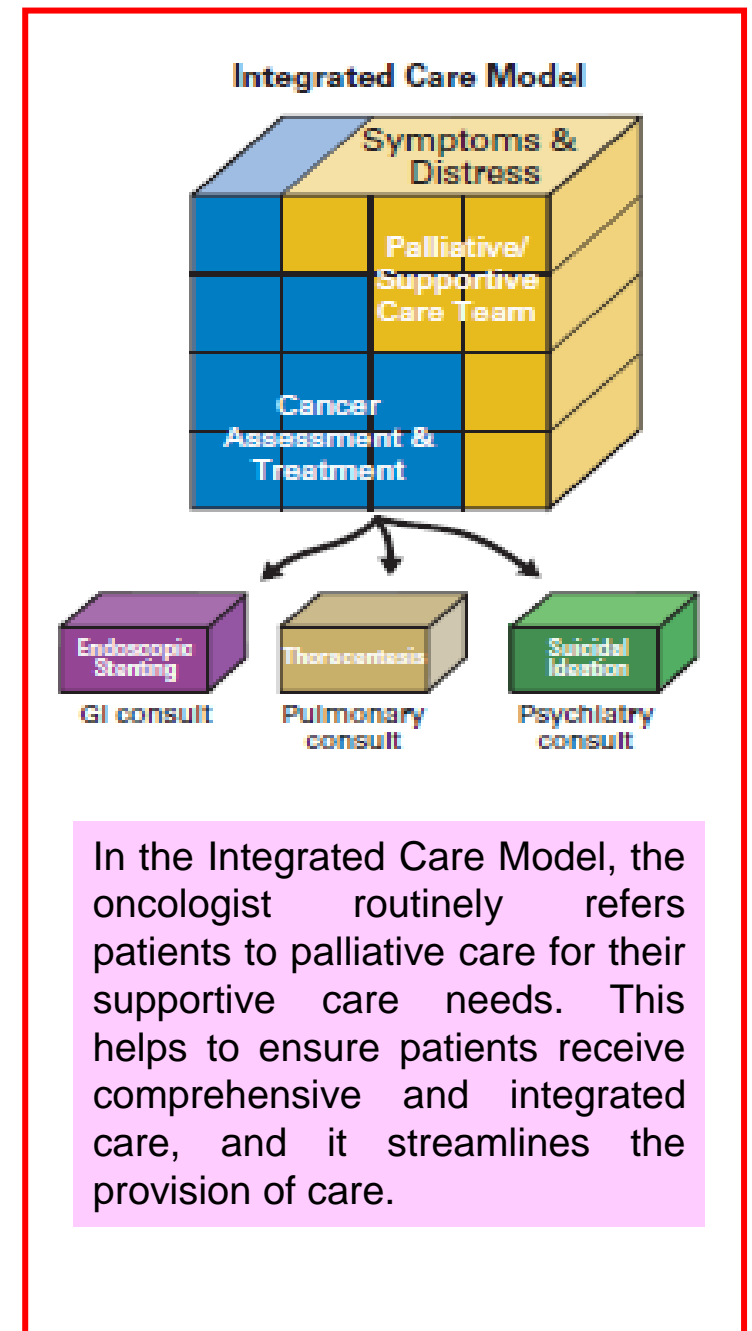 Integrated Care Model
Symptoms &
Distress
Palliative/
Supportive
Care Team
Cancer
Assessment &
Treatment
Endoscopic
Stenting
Thoracentesis
Suicidal
Ideation
GI consult
Pulmonary
consult
Psychiatry
consult
In the Integrated Care Model, the
oncologist routinely refers
patients to palliative care for their
supportive care needs. This
helps to ensure patients receive
comprehensive and integrated
care, and it streamlines the
provision of care.